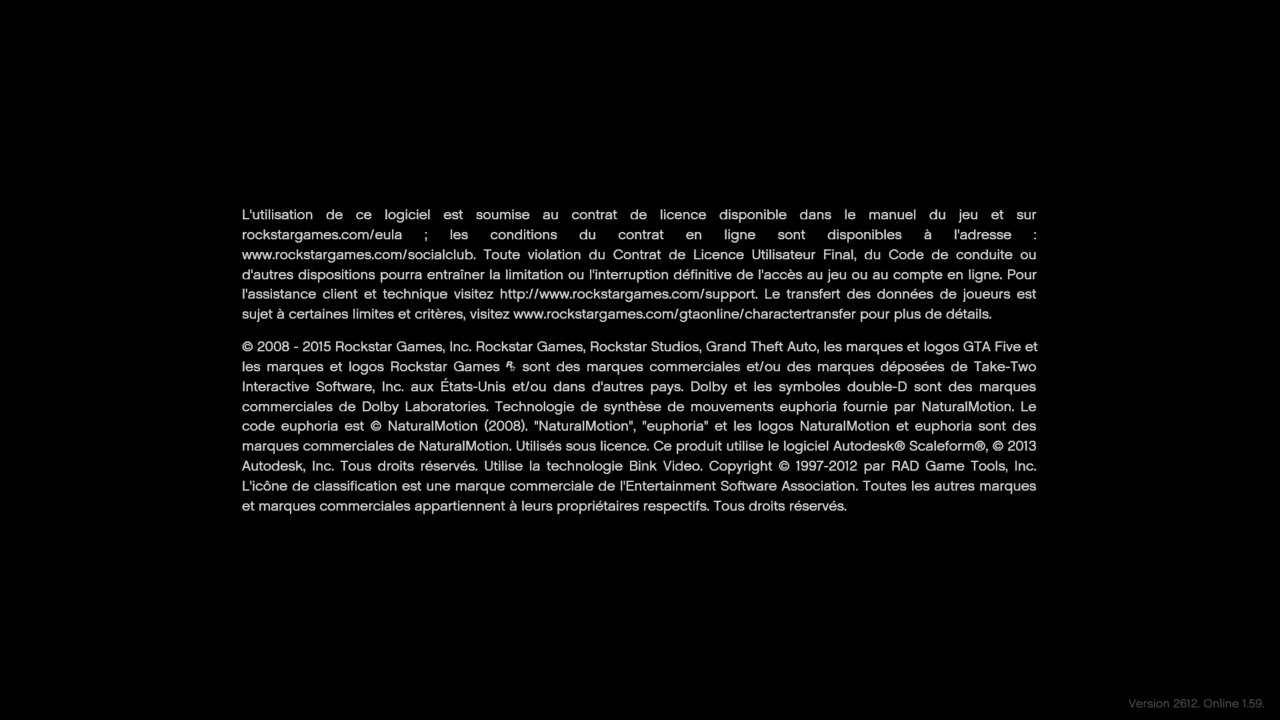 L'utilisation de ce logiciel est soumise au contrat de licence disponible dans le manuel du jeu et sur
rockstargames.com/eula ; les conditions du contrat en ligne sont disponibles à l'adresse :
www.rockstargames.com/socialclub. Toute violation du Contrat de Licence Utilisateur Final, du Code de conduite ou
d'autres dispositions pourra entraîner la limitation ou l'interruption définitive de l'accès au jeu ou au compte en ligne. Pour
l'assistance client et technique visitez http://www.rockstargames.com/support. Le transfert des données de joueurs est
sujet à certaines limites et critères, visitez www.rockstargames.com/gtaonline/charactertransfer pour plus de détails.
© 2008 - 2015 Rockstar Games, Inc. Rockstar Games, Rockstar Studios, Grand Theft Auto, les marques et logos GTA Five et
les marques et logos Rockstar Games R* sont des marques commerciales et/ou des marques déposées de Take-Two
Interactive Software, Inc. aux États-Unis et/ou dans d'autres pays. Dolby et les symboles double-D sont des marques
commerciales de Dolby Laboratories. Technologie de synthèse de mouvements euphoria fournie par NaturalMotion. Le
code euphoria est © NaturalMotion (2008). "NaturalMotion", "euphoria" et les logos NaturalMotion et euphoria sont des
marques commerciales de NaturalMotion. Utilisés sous licence. Ce produit utilise le logiciel Autodesk® Scaleform®, © 2013
Autodesk, Inc. Tous droits réservés. Utilise la technologie Bink Video. Copyright © 1997-2012 par RAD Game Tools, Inc.
L'icône de classification est une marque commerciale de l'Entertainment Software Association. Toutes les autres marques
et marques commerciales appartiennent à leurs propriétaires respectifs. Tous droits réservés.
Version 2612. Online 1.59.